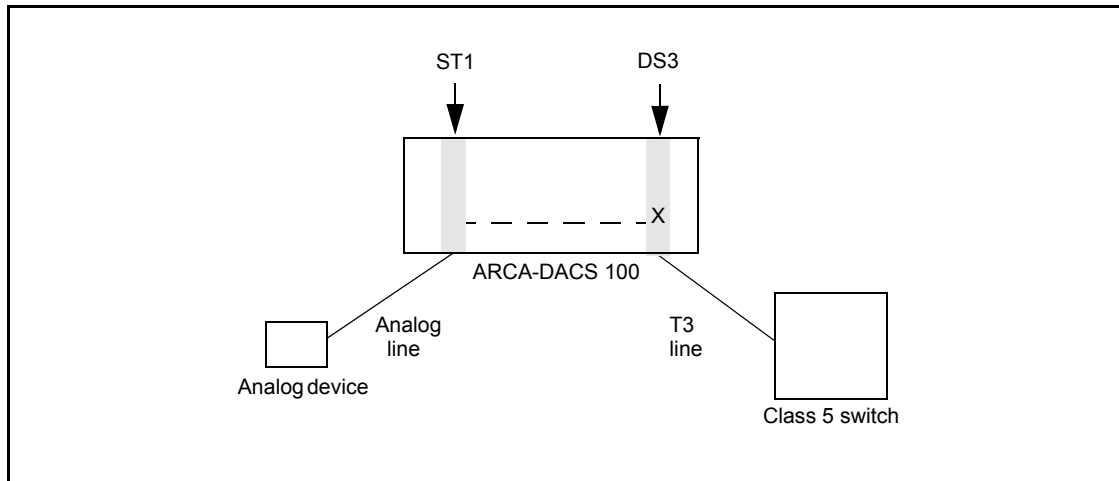 ST1
DS3
X
ARCA-DACS 100
Analog
line
T3
line
Analog device
Class 5 switch